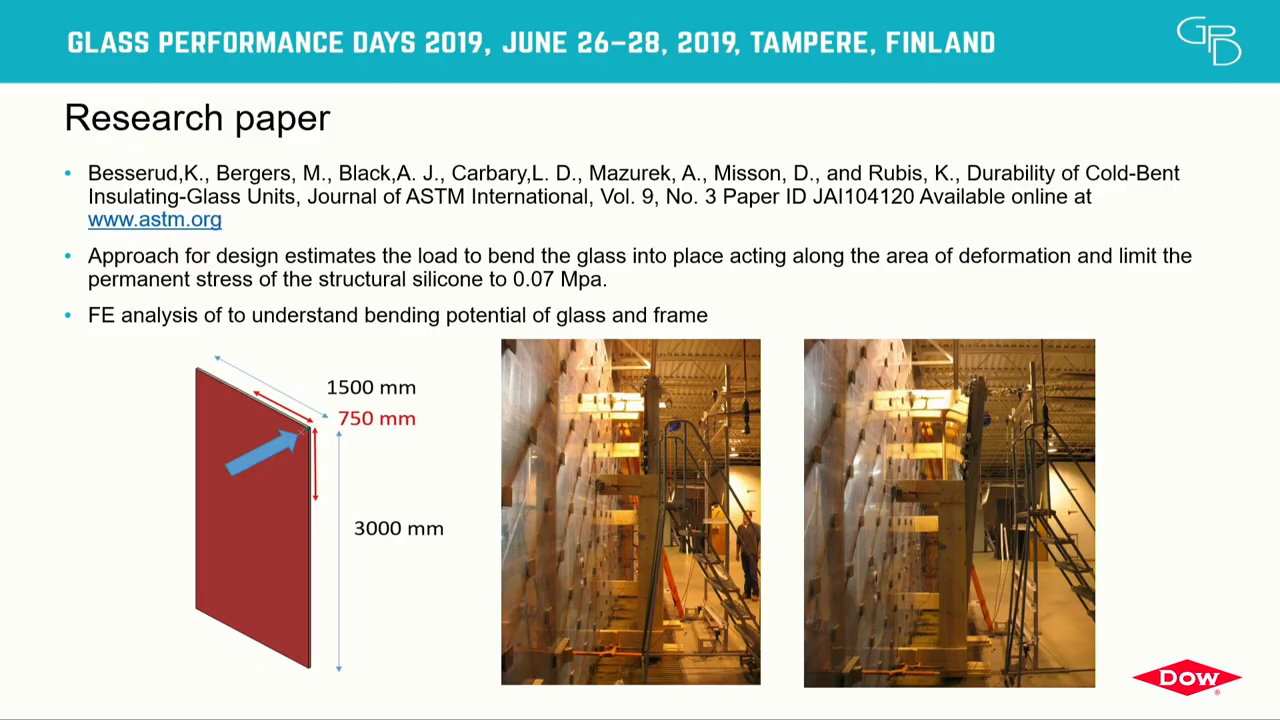 GLASS PERFORMANCE DAYS 2019, JUNE 26–28, 2019, TAMPERE, FINLAND
GPD
Research paper
• Besserud,K., Bergers, M., Black,A. J., Carbary,L. D., Mazurek, A., Misson, D., and Rubis, K., Durability of Cold-Bent
Insulating-Glass Units, Journal of ASTM International, Vol. 9, No. 3 Paper ID JAI104120 Available online at
www.astm.org
• Approach for design estimates the load to bend the glass into place acting along the area of deformation and limit the
permanent stress of the structural silicone to 0.07 Mpa.
• FE analysis of to understand bending potential of glass and frame
1500 mm
750 mm
3000 mm
DOW
®